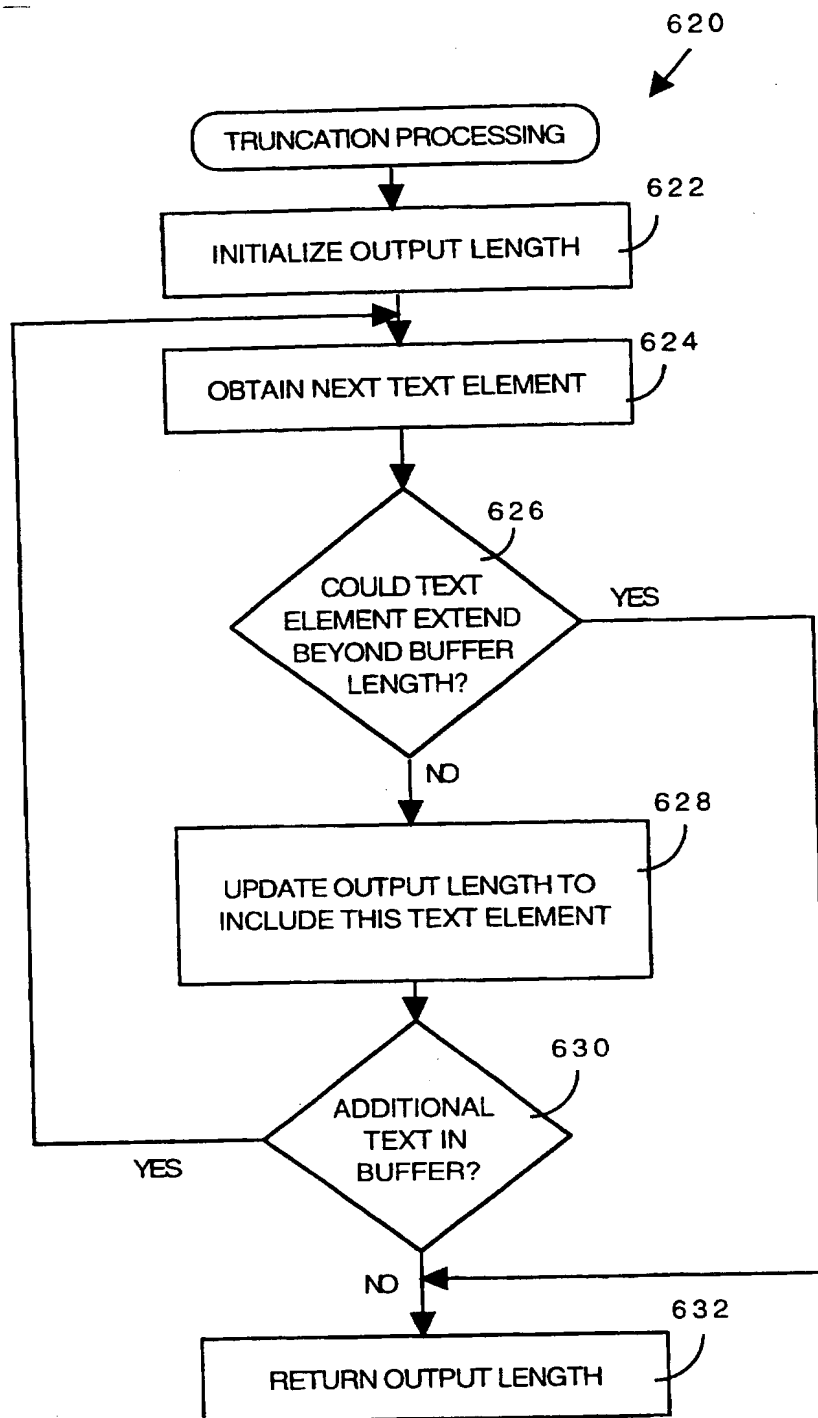 620
TRUNCATION PROCESSING
622
INITIALIZE OUTPUT LENGTH
624
OBTAIN NEXT TEXT ELEMENT
626
COULD TEXT
ELEMENT EXTEND
BEYOND BUFFER
LENGTH?
YES
NO
628
UPDATE OUTPUT LENGTH TO
INCLUDE THIS TEXT ELEMENT
630
ADDITIONAL
TEXT IN
BUFFER?
YES
NO
632
RETURN OUTPUT LENGTH